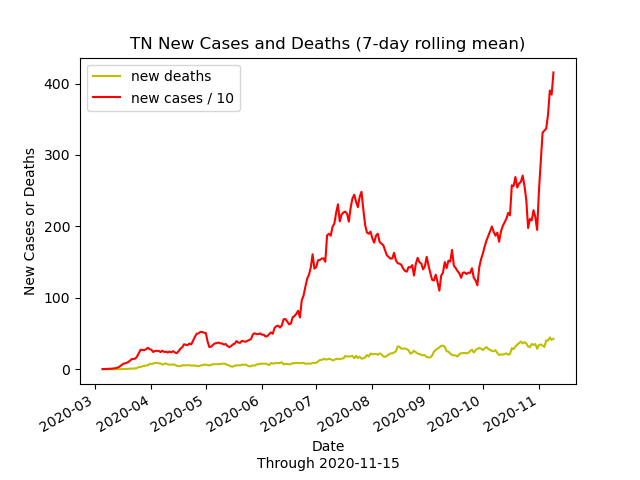 TN New Cases and Deaths (7-day rolling mean)
new deaths
new cases / 10
400
300
200
100
0
New Cases or Deaths
2020-03
2020-04
2020-05
2020-06
2020-07
2020-08
2020-09
2020-10
2020-11
Date
Through 2020-11-15